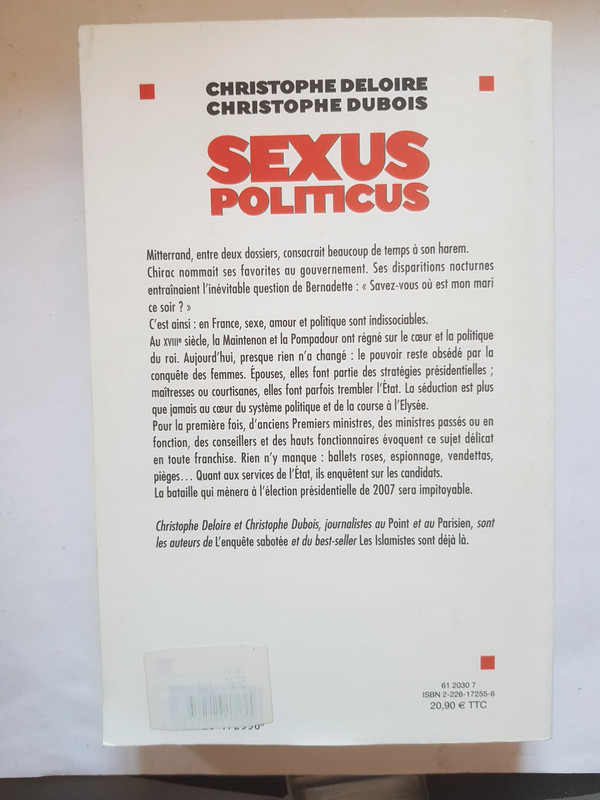 CHRISTOPHE DELOIRE
CHRISTOPHE DUBOIS
SEXUS
POLITICUS
Mitterrand, entre deux dossiers, consacrait beaucoup de temps à son harem.
Chirac nommait ses favorites au gouvernement. Ses disparitions nocturnes
entraînaient l'inévitable question de Bernadette : « Savez-vous où est mon mari
ce soir ? »
C'est ainsi : en France, sexe, amour et politique sont indissociables.
Au XVIIIe siècle, la Maintenon et la Pompadour ont régné sur le cœur et la politique
du roi. Aujourd'hui, presque rien n'a changé : le pouvoir reste obsédé par la
conquête des femmes. Épouses, elles font partie des stratégies présidentielles ;
maîtresses ou courtisanes, elles font parfois trembler l'État. La séduction est plus
que jamais au cœur du système politique et de la course à l'Elysée.
Pour la première fois, d'anciens Premiers ministres, des ministres passés ou en
fonction, des conseillers et des hauts fonctionnaires évoquent ce sujet délicat
en toute franchise. Rien n'y manque : ballets roses, espionnage, vendettas,
pièges... Quant aux services de l'État, ils enquêtent sur les candidats.
La bataille qui mènera à l'élection présidentielle de 2007 sera impitoyable.
Christophe Deloire et Christophe Dubois, journalistes au Point et au Parisien, sont
les auteurs de L'enquête sabotée et du best-seller Les Islamistes sont déjà là.
61 2030 7
ISBN 2-226-17255-6
20,90 € TTC